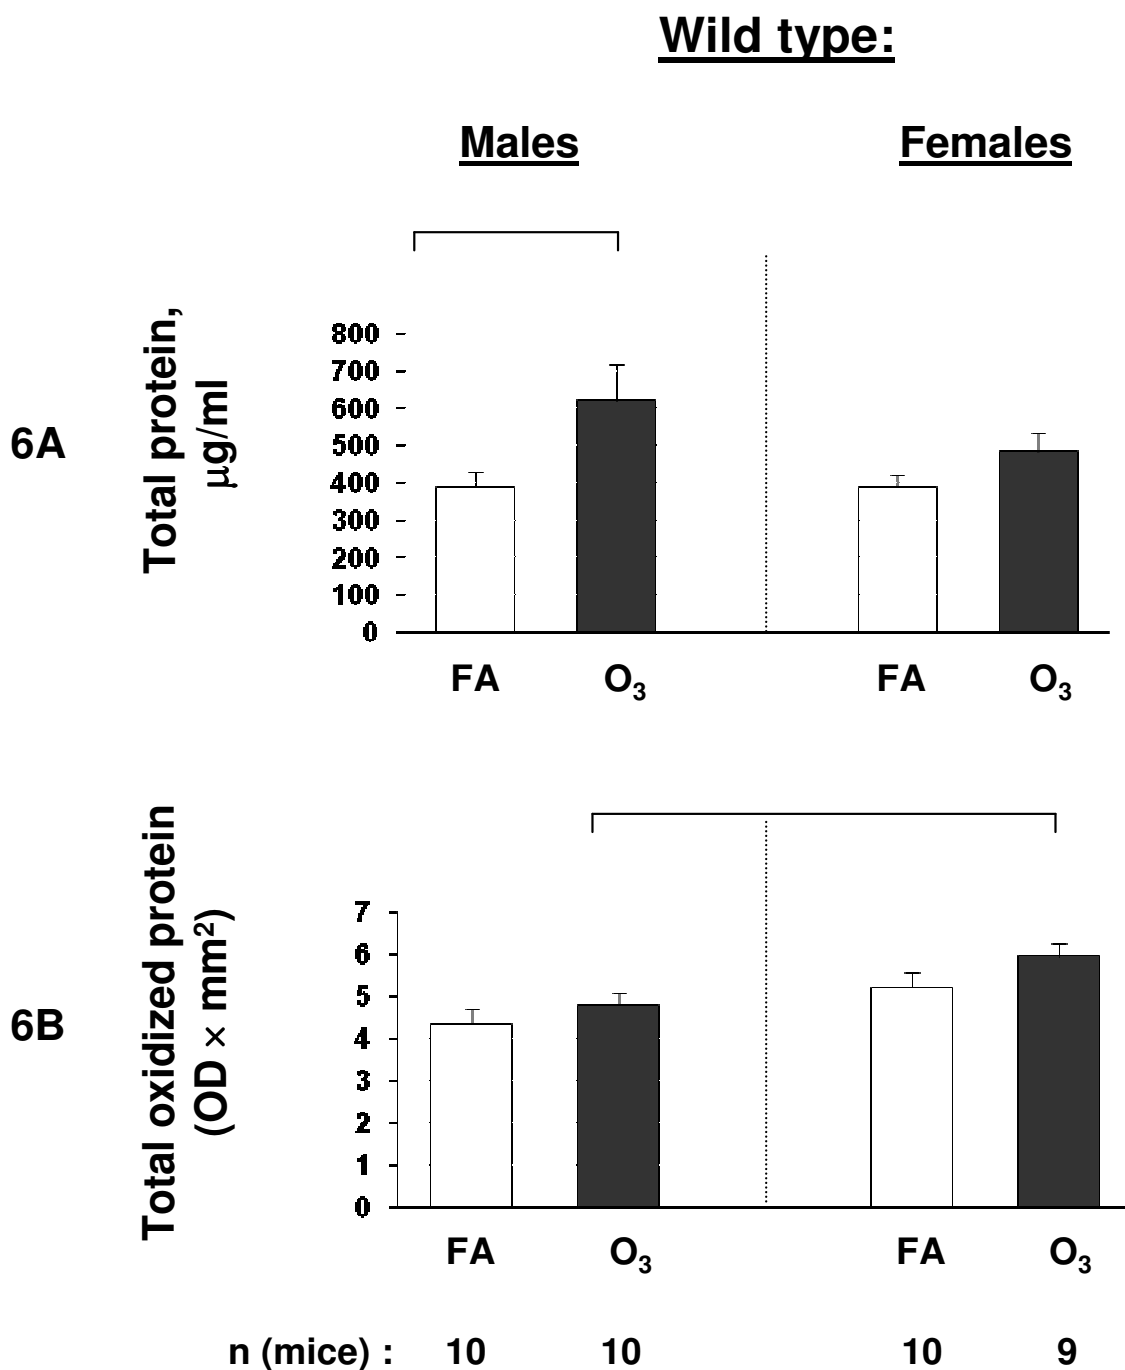 Wild type:
Males
Females
6A
Total protein,
μg/ml
800
700
600
500
400
300
200
100
0
FA
O₃
FA
O₃
6B
Total oxidized protein
(OD × mm²)
7
6
5
4
3
2
1
0
FA
O₃
FA
O₃
n (mice) : 10 10 10 9